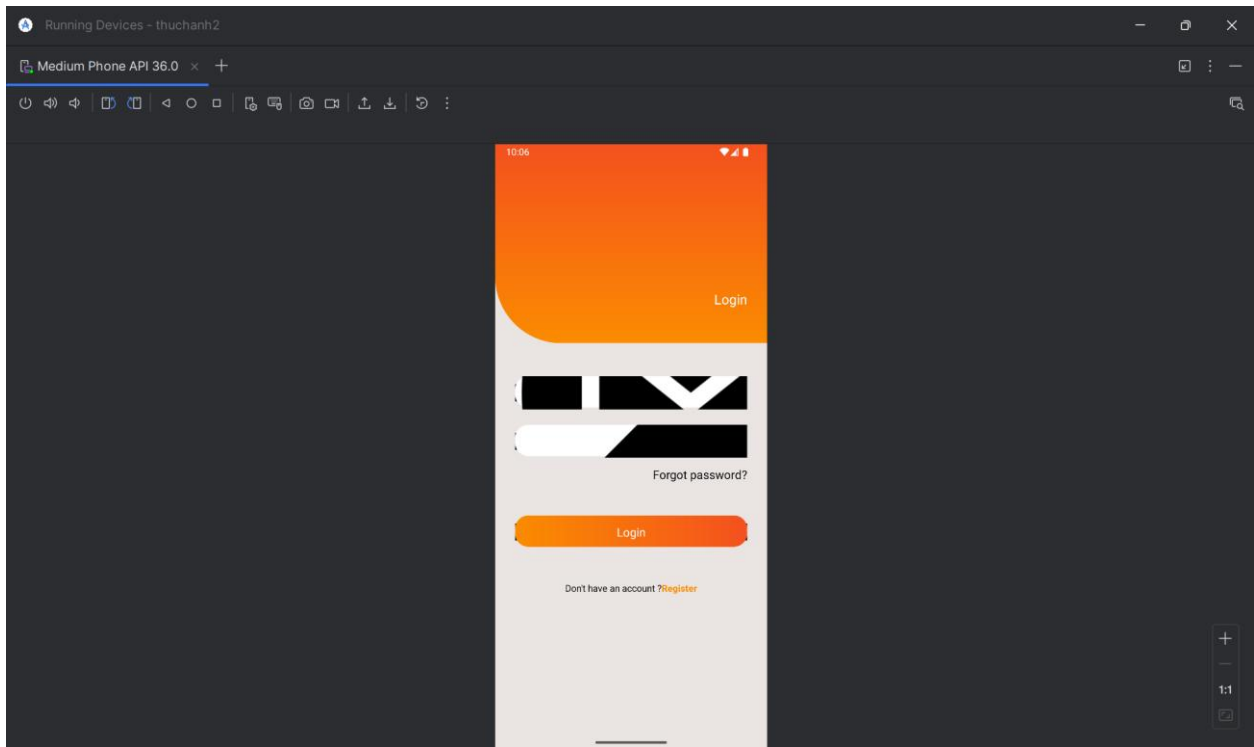 Running Devices - thuchanh2
Medium Phone API 36.0
10:06
Login
Forgot password?
Login
Don't have an account ?Register
1:1